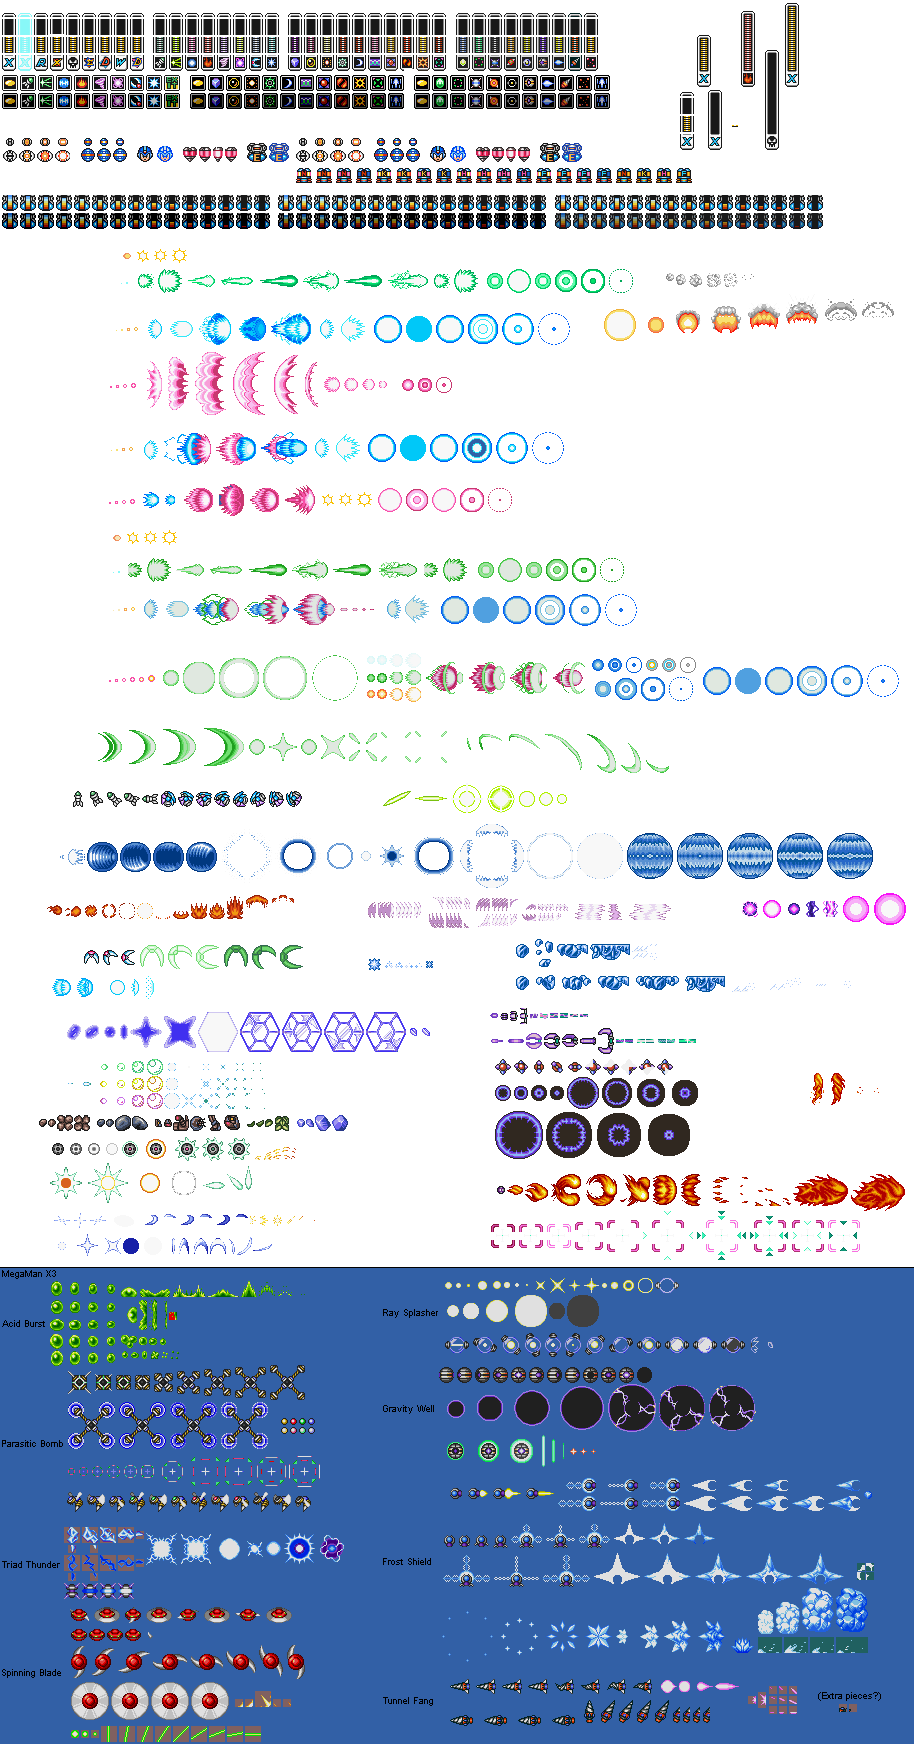 MegaMan X3
Acid Burst
Ray Splasher
Gravity Well
Parasitic Bomb
Triad Thunder
Frost Shield
Spinning Blade
Tunnel Fang
(Extra pieces?)